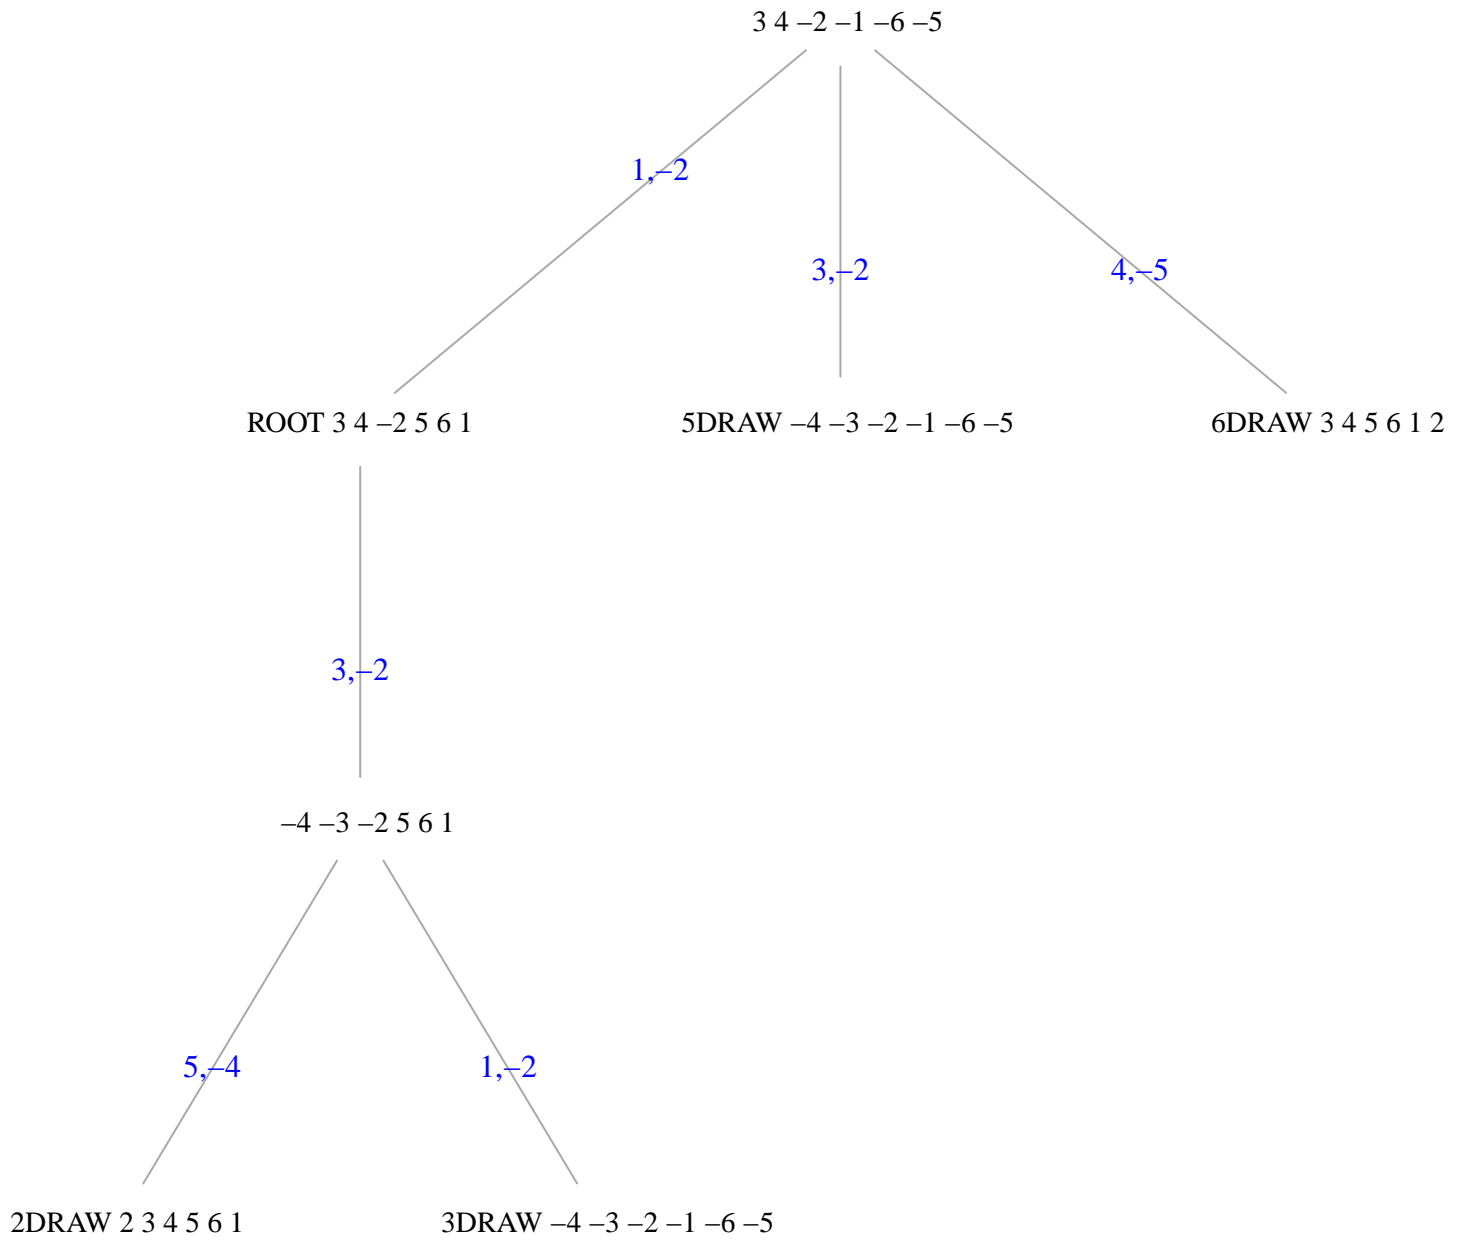 3 4 –2 –1 –6 –5
1,–2
3,–2
4,–5
ROOT 3 4 –2 5 6 1
5DRAW –4 –3 –2 –1 –6 –5
6DRAW 3 4 5 6 1 2
3,–2
–4 –3 –2 5 6 1
5,–4
1,–2
2DRAW 2 3 4 5 6 1
3DRAW –4 –3 –2 –1 –6 –5